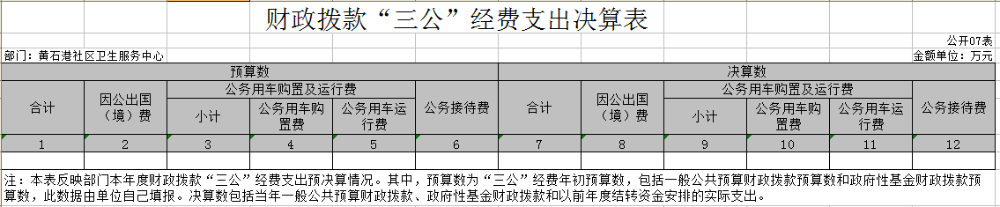 财政拨款“三公”经费支出决算表
公开07表
部门：黄石港社区卫生服务中心 金额单位：万元
预算数 决算数
合计 因公出国（境）费 公务用车购置及运行费 公务接待费 合计 因公出国（境）费 公务用车购置及运行费 公务接待费
小计 公务用车购置费 公务用车运行费 小计 公务用车购置费 公务用车运行费
1 2 3 4 5 6 7 8 9 10 11 12
注：本表反映部门本年度财政拨款“三公”经费支出预决算情况。其中，预算数为“三公”经费年初预算数，包括一般公共预算财政拨款预算数和政府性基金财政拨款预
算数，此数据由单位自己填报。决算数包括当年一般公共预算财政拨款、政府性基金财政拨款和以前年度结转资金安排的实际支出。